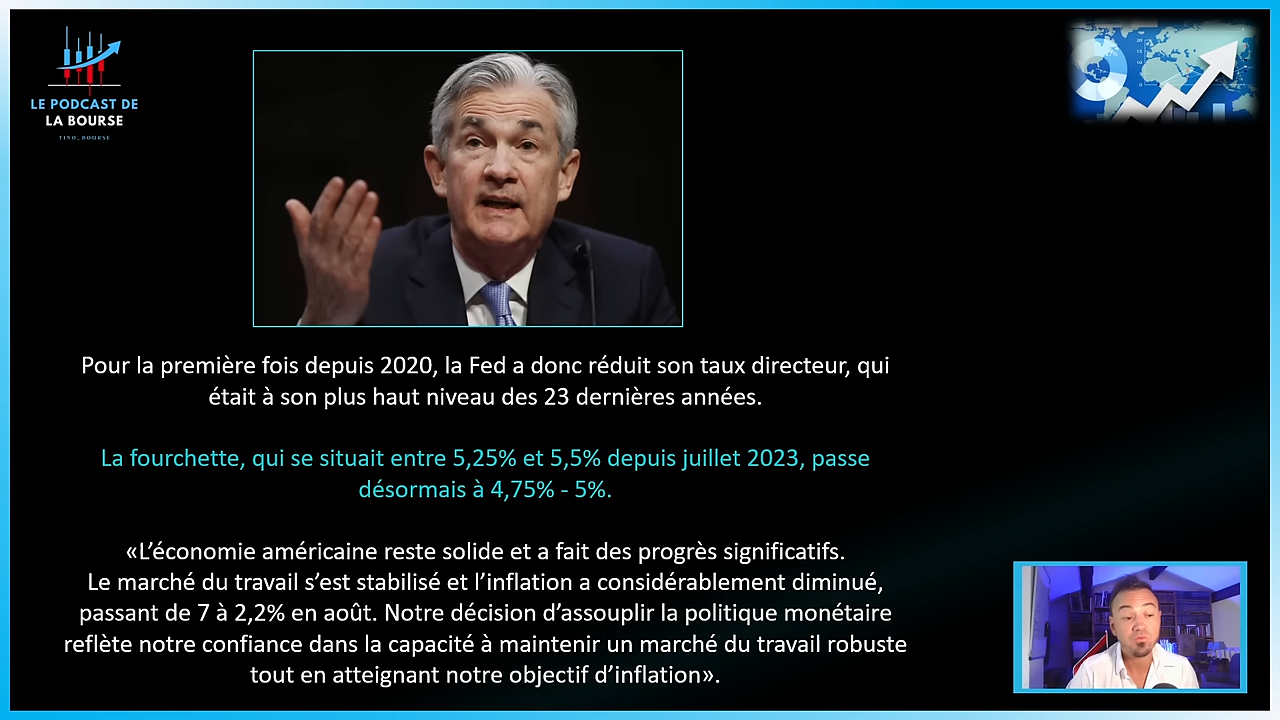 LE PODCAST DE
LA BOURSE
TINO_BOURSE
Pour la première fois depuis 2020, la Fed a donc réduit son taux directeur, qui
était à son plus haut niveau des 23 dernières années.
La fourchette, qui se situait entre 5,25% et 5,5% depuis juillet 2023, passe
désormais à 4,75% - 5%.
«L’économie américaine reste solide et a fait des progrès significatifs.
Le marché du travail s’est stabilisé et l’inflation a considérablement diminué,
passant de 7 à 2,2% en août. Notre décision d’assouplir la politique monétaire
reflète notre confiance dans la capacité à maintenir un marché du travail robuste
tout en atteignant notre objectif d’inflation».